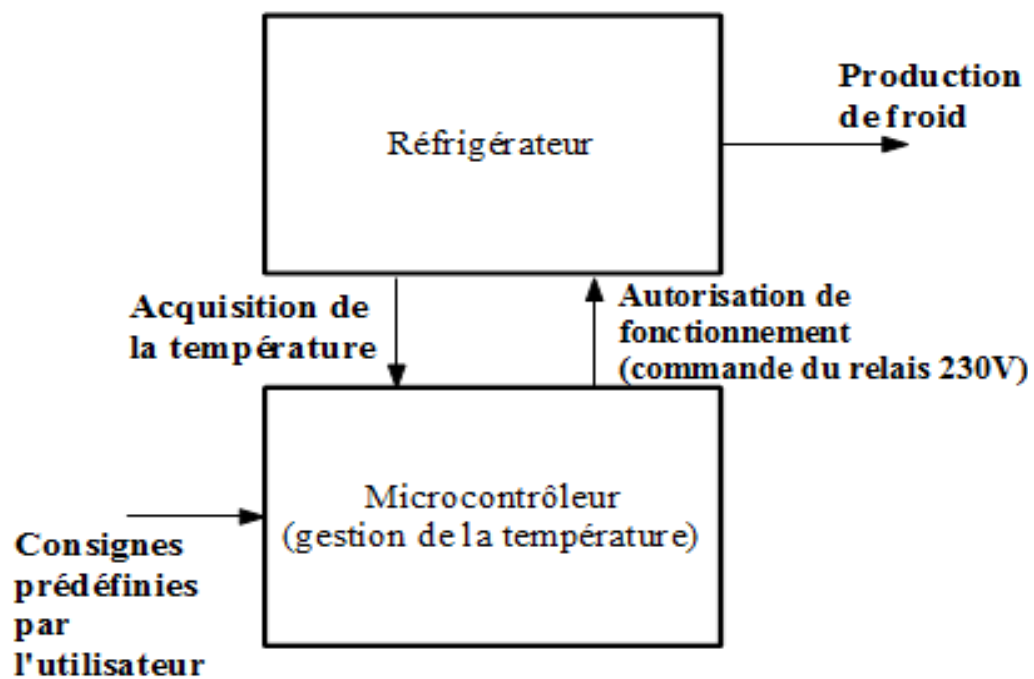 Production
de froid
Réfrigérateur
Acquisition de
la température
Autorisation de
fonctionnement
(commande du relais 230V)
Microcontrôleur
(gestion de la température)
Consignes
prédéfinies
par
l'utilisateur